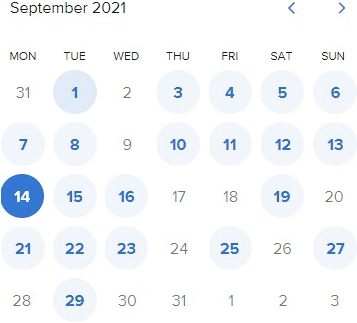 September 2021
MON TUE WED THU FRI SAT SUN
31 1 2 3 4 5 6
7 8 9 10 11 12 13
14 15 16 17 18 19 20
21 22 23 24 25 26 27
28 29 30 31 1 2 3